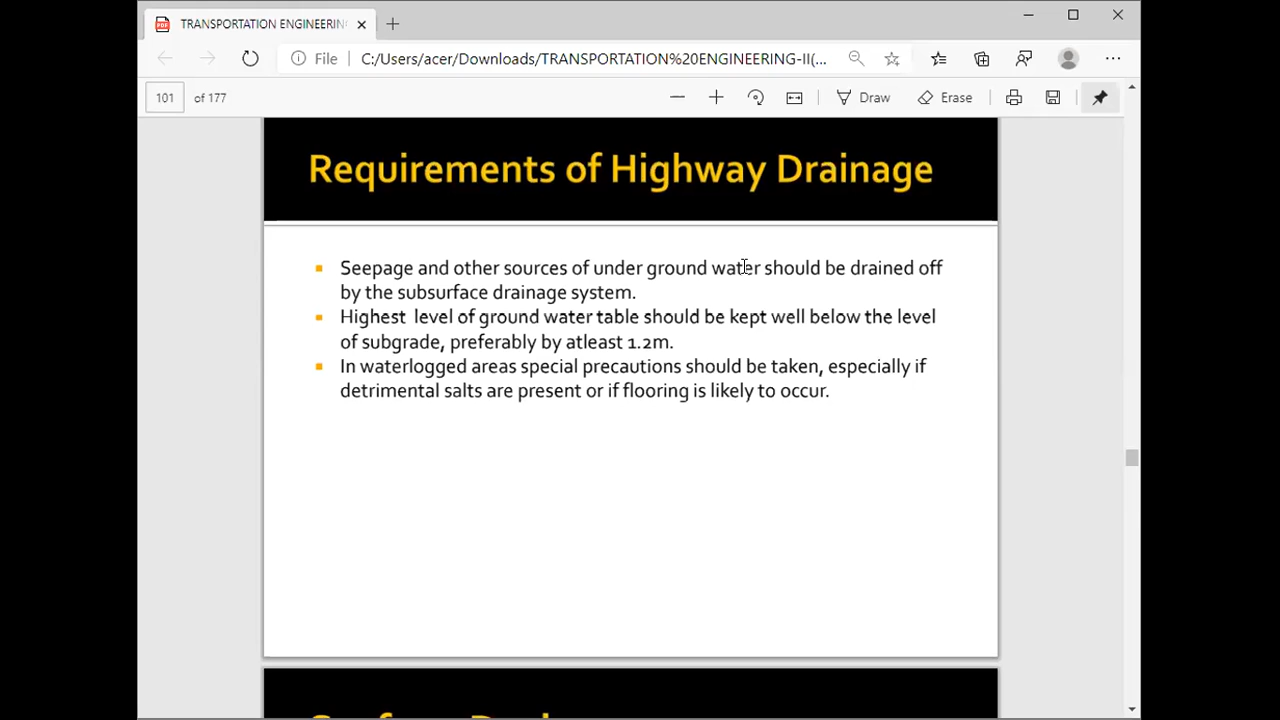 TRANSPORTATION ENGINEERIN
File
C:/Users/acer/Downloads/TRANSPORTATION%20ENGINEERING-II(...
101 of 177
Draw
Erase
Requirements of Highway Drainage
Seepage and other sources of under ground water should be drained off
by the subsurface drainage system.
Highest level of ground water table should be kept well below the level
of subgrade, preferably by atleast 1.2m.
In waterlogged areas special precautions should be taken, especially if
detrimental salts are present or if flooring is likely to occur.